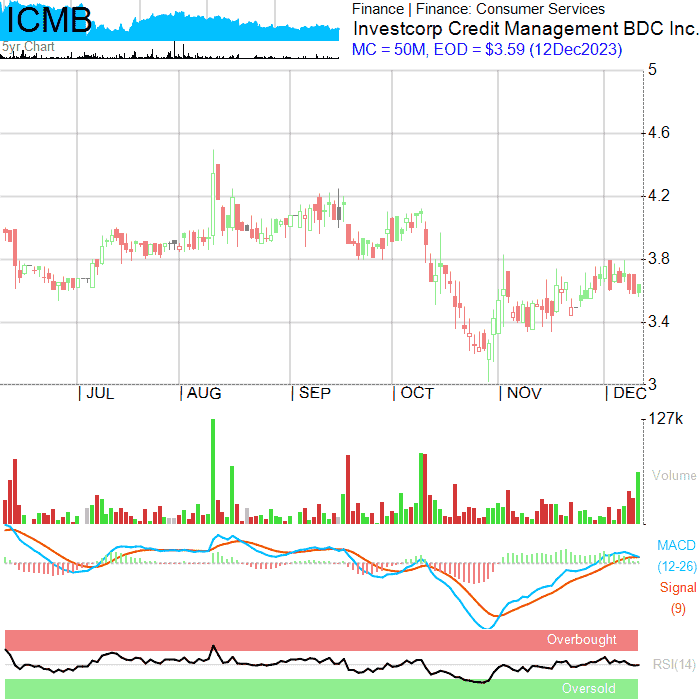 ICMB
5yr Chart
Finance | Finance: Consumer Services
Investcorp Credit Management BDC Inc.
MC = 50M, EOD = $3.59 (12Dec2023)
5
4.6
4.2
3.8
3.4
3
| JUL | AUG | SEP | OCT | NOV | DEC
127k
Volume
MACD
(12-26)
Signal
(9)
Overbought
RSI(14)
Oversold